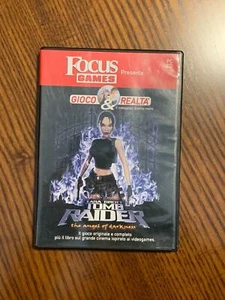 FOCUS
GAMES
Presenta
GIOCO & REALTA'
LARA CROFT
TOMB
RAIDER
the angel of darkness
Il gioco originale e completo
più il libro sul grande cinema ispirato ai videogames.